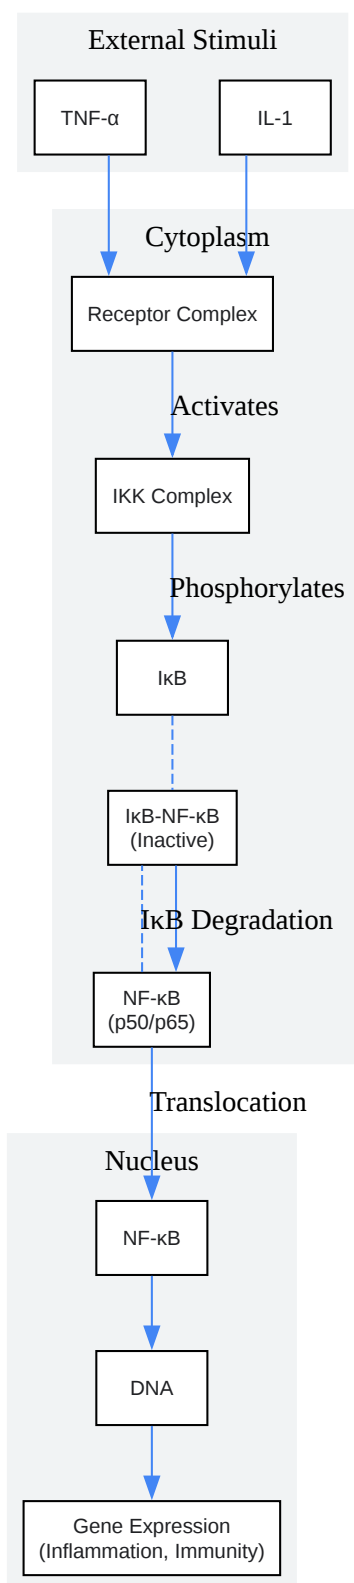 External Stimuli
TNF-α
IL-1
Cytoplasm
Receptor Complex
Activates
IKK Complex
Phosphorylates
IκB
IκB-NF-κB
(Inactive)
IκB Degradation
NF-κB
(p50/p65)
Translocation
Nucleus
NF-κB
DNA
Gene Expression
(Inflammation, Immunity)